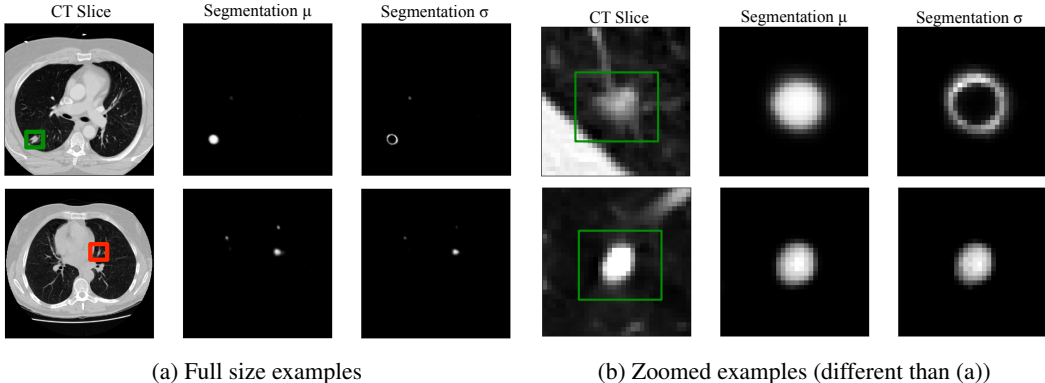 CT Slice Segmentation μ Segmentation σ CT Slice Segmentation μ Segmentation σ
(a) Full size examples (b) Zoomed examples (different than (a))